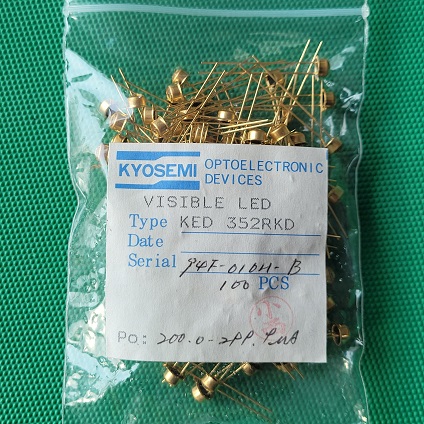 KYOSEMI OPTOELECTRONIC DEVICES
VISIBLE LED
Type KED 352RKD
Date
Serial 94F-010H-B
100 PCS
Po: 200.0-2PP.